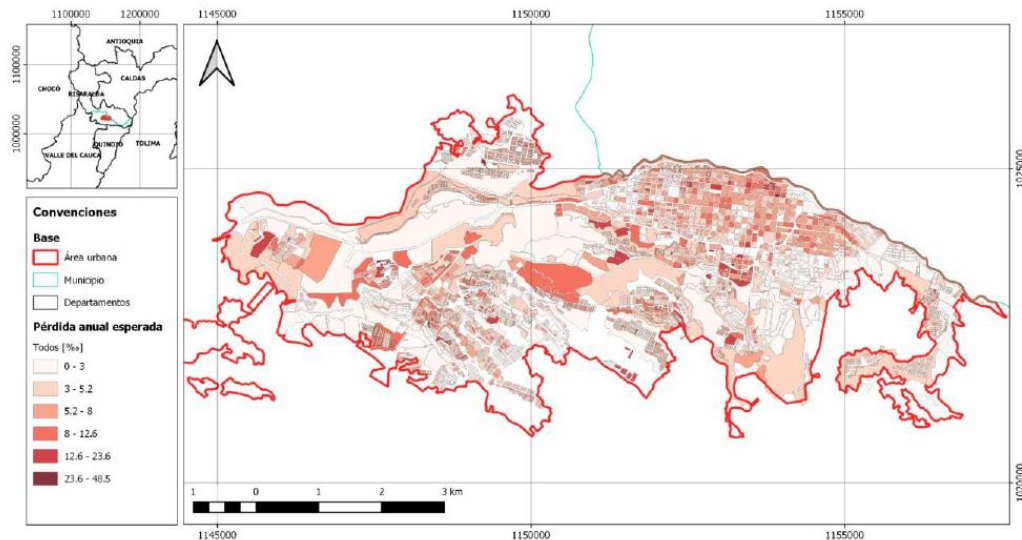 1100000 1200000
1100000
1000000
ANTIOQUIA
CALDAS
CHOCÓ
RISARALDA
QUINDIO
TOLIMA
VALLE DEL CAUCA
Convenciones
Base
Área urbana
Municipio
Departamentos
Pérdida anual esperada
Todos [‰]
0 - 3
3 - 5.2
5.2 - 8
8 - 12.6
12.6 - 23.6
23.6 - 48.5
1145000 1150000 1155000
1025000
1020000
1 0 1 2 3 km
1145000 1150000 1155000